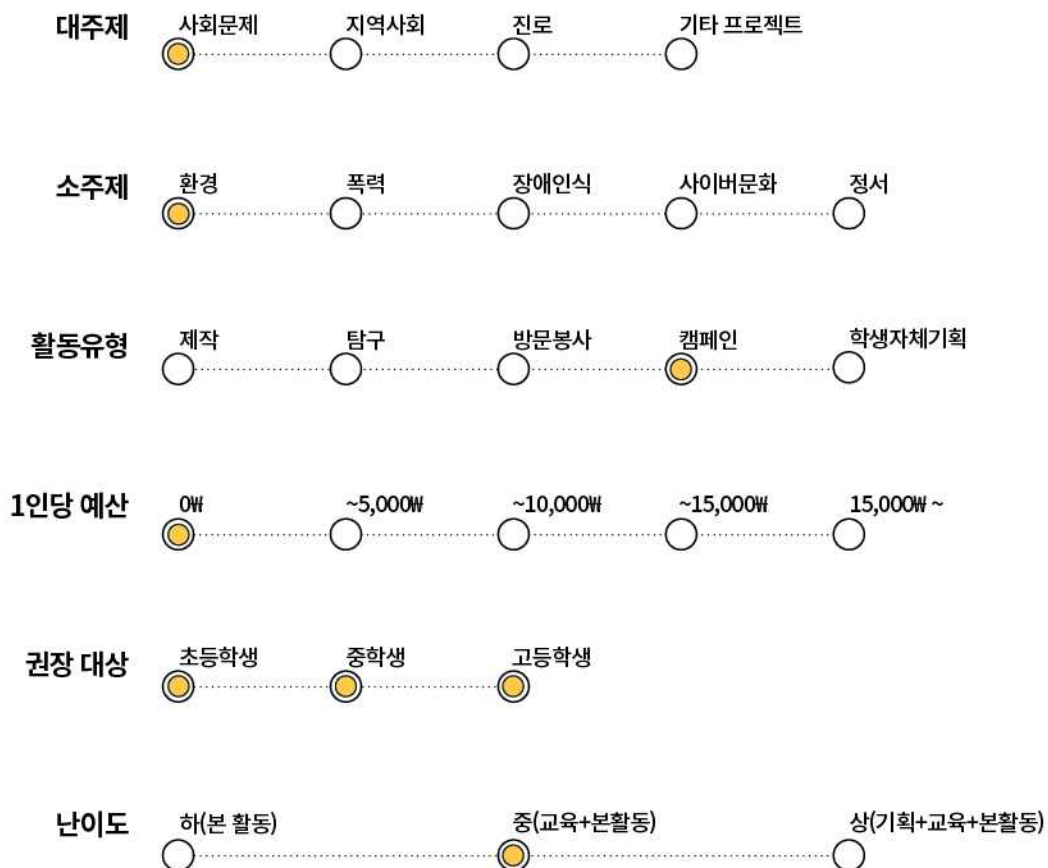 대주제 사회문제 지역사회 진로 기타 프로젝트
소주제 환경 폭력 장애인식 사이버문화 정서
활동유형 제작 탐구 방문봉사 캠페인 학생자체기획
1인당 예산 0₩ ~5,000₩ ~10,000₩ ~15,000₩ 15,000₩ ~
권장 대상 초등학생 중학생 고등학생
난이도 하(본 활동) 중(교육+본활동) 상(기획+교육+본활동)